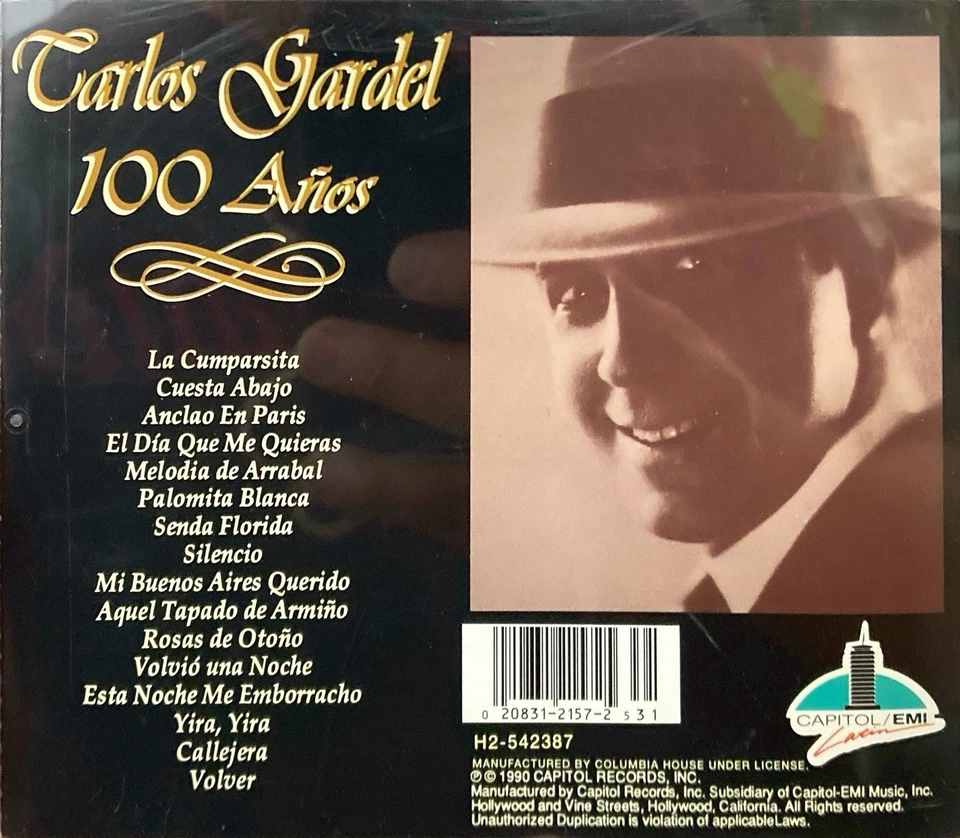 Carlos Gardel
100 Años
La Cumparsita
Cuesta Abajo
Anclao En Paris
El Día Que Me Quieras
Melodia de Arrabal
Palomita Blanca
Senda Florida
Silencio
Mi Buenos Aires Querido
Aquel Tapado de Armiño
Rosas de Otoño
Volvió una Noche
Esta Noche Me Emborracho
Yira, Yira
Callejera
Volver
0 20831-2157-2 531
CAPITOL/EMI
Latin
H2-542387
MANUFACTURED BY COLUMBIA HOUSE UNDER LICENSE.
℗ © 1990 CAPITOL RECORDS, INC.
Manufactured by Capitol Records, Inc. Subsidiary of Capitol-EMI Music, Inc.
Hollywood and Vine Streets, Hollywood, California. All Rights reserved.
Unauthorized Duplication is violation of applicableLaws.